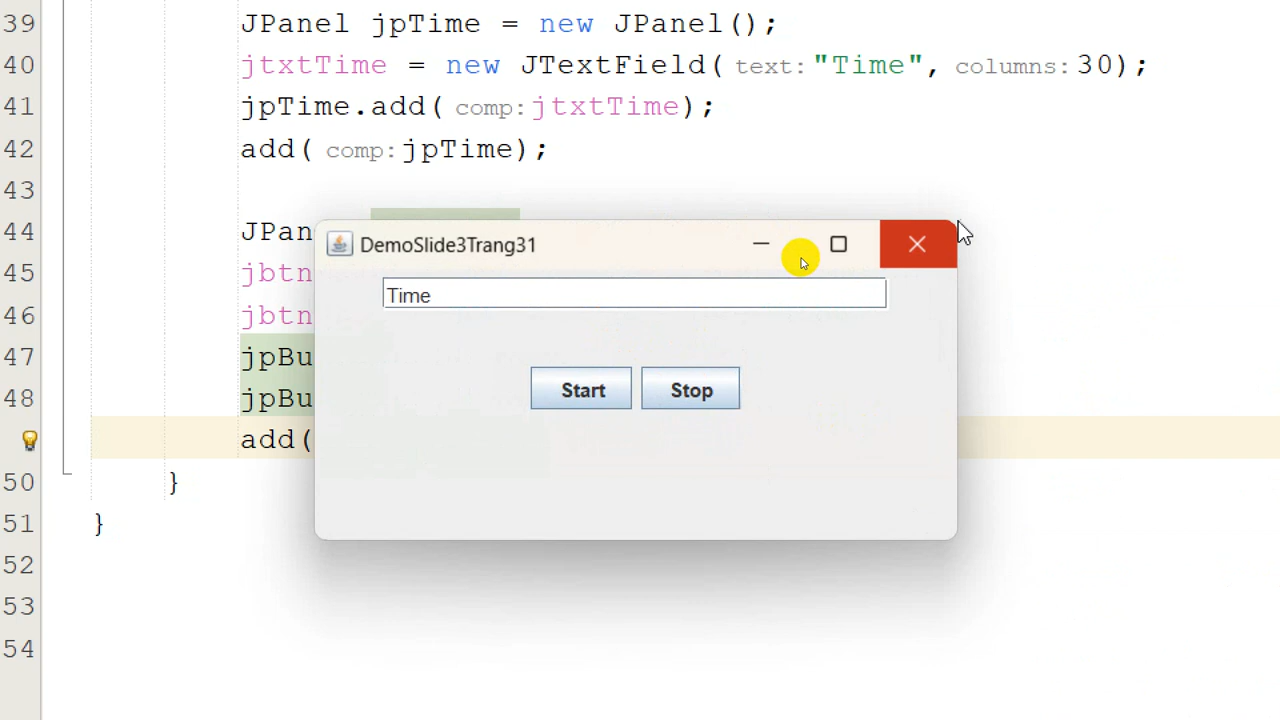 39 JPanel jpTime = new JPanel();
40 jtxtTime = new JTextField( text: "Time", columns: 30);
41 jpTime.add( comp: jtxtTime);
42 add( comp: jpTime);
43
44 JPan
DemoSlide3Trang31
45 jbtn
Time
46 jbtn
47 jpBu
Start Stop
48 jpBu
add(
50 }
51 }
52
53
54